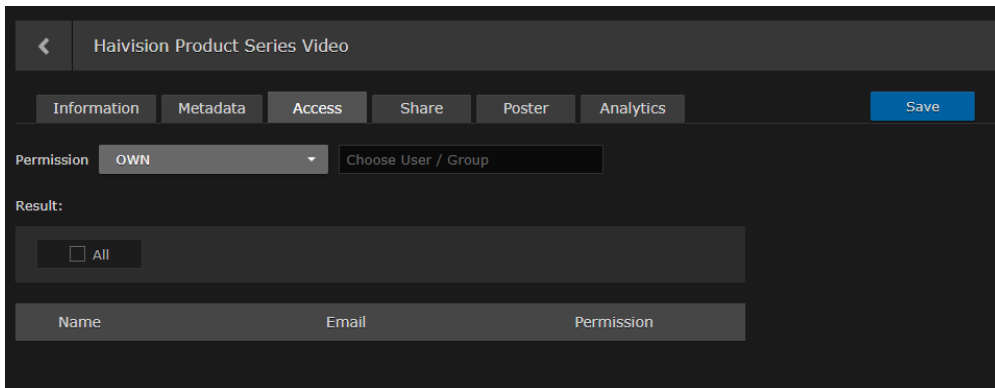 Haivision Product Series Video
Information Metadata Access Share Poster Analytics Save
Permission OWN Choose User / Group
Result:
All
Name Email Permission